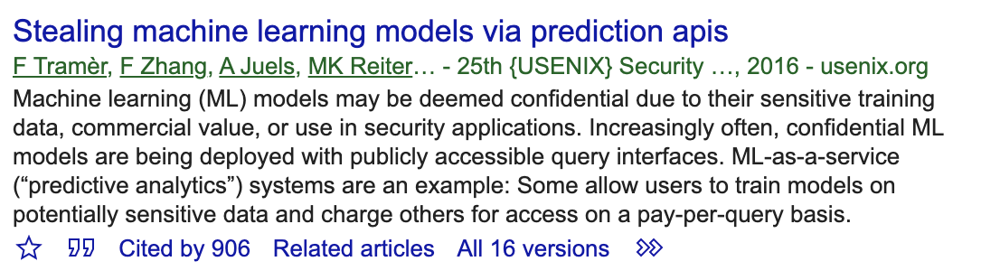 Stealing machine learning models via prediction apis
F Tramèr, F Zhang, A Juels, MK Reiter… - 25th {USENIX} Security …, 2016 - usenix.org
Machine learning (ML) models may be deemed confidential due to their sensitive training
data, commercial value, or use in security applications. Increasingly often, confidential ML
models are being deployed with publicly accessible query interfaces. ML-as-a-service
(“predictive analytics”) systems are an example: Some allow users to train models on
potentially sensitive data and charge others for access on a pay-per-query basis.
Cited by 906 Related articles All 16 versions